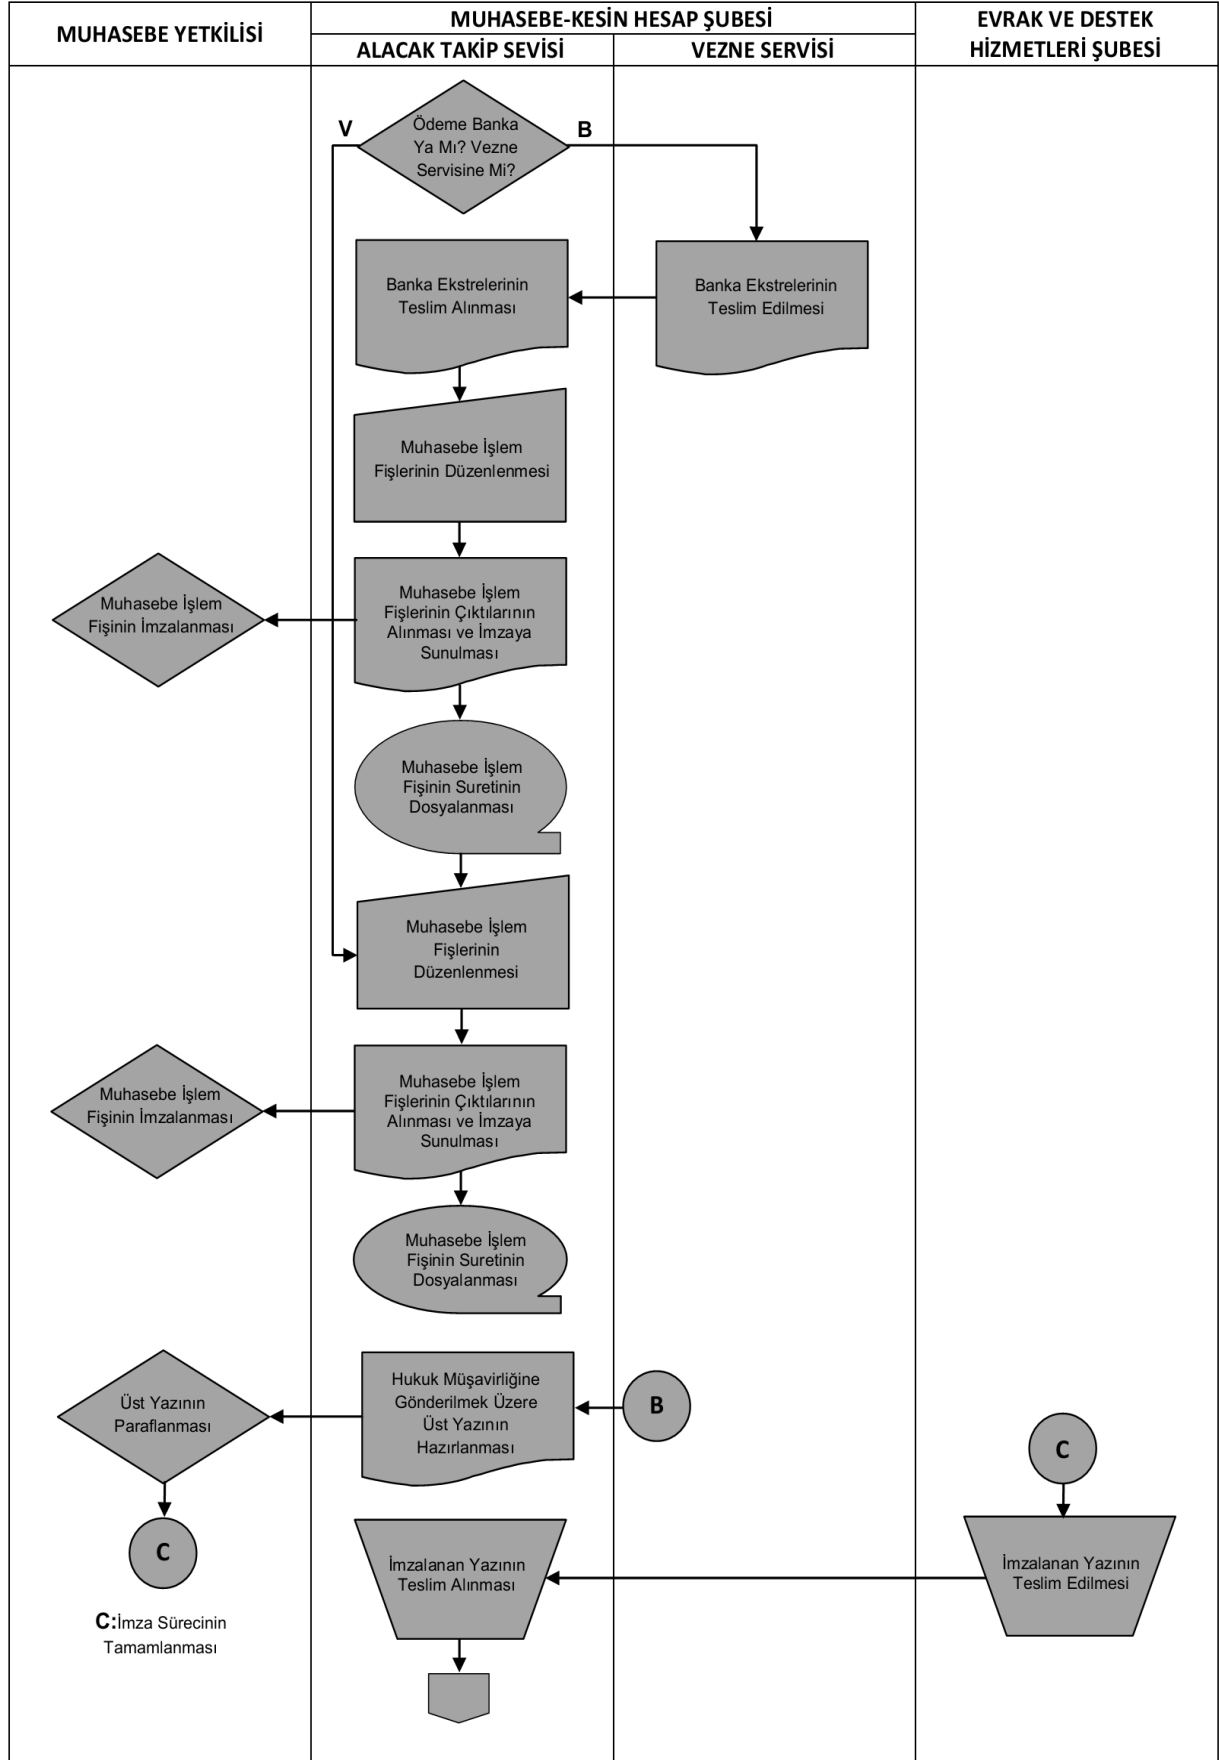 MUHASEBE YETKİLİSİ
MUHASEBE-KESİN HESAP ŞUBESİ
ALACAK TAKİP SEVİSİ
VEZNE SERVİSİ
EVRAK VE DESTEK
HİZMETLERİ ŞUBESİ
V
Ödeme Banka
Ya Mı? Vezne
Servisine Mi?
B
Banka Ekstrelerinin
Teslim Alınması
Banka Ekstrelerinin
Teslim Edilmesi
Muhasebe İşlem
Fişlerinin Düzenlenmesi
Muhasebe İşlem
Fişinin İmzalanması
Muhasebe İşlem
Fişlerinin Çıktılarının
Alınması ve İmzaya
Sunulması
Muhasebe İşlem
Fişinin Suretinin
Dosyalanması
Muhasebe İşlem
Fişlerinin
Düzenlenmesi
Muhasebe İşlem
Fişinin İmzalanması
Muhasebe İşlem
Fişlerinin Çıktılarının
Alınması ve İmzaya
Sunulması
Muhasebe İşlem
Fişinin Suretinin
Dosyalanması
Üst Yazının
Paraflanması
Hukuk Müşavirliğine
Gönderilmek Üzere
Üst Yazının
Hazırlanması
B
C
C
İmzalanan Yazının
Teslim Alınması
İmzalanan Yazının
Teslim Edilmesi
C:İmza Sürecinin
Tamamlanması